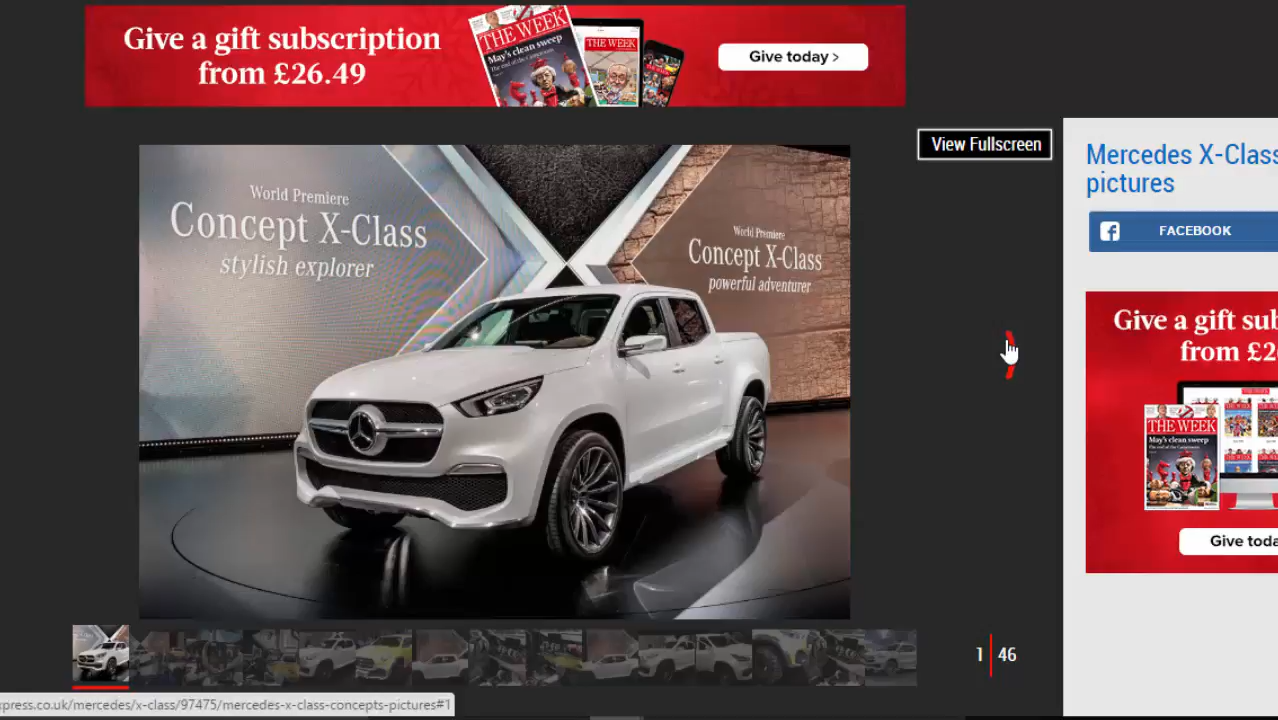 Give a gift subscription
from £26.49
THE WEEK
May's clean sweep
THE WEEK
Give today >
View Fullscreen
World Premiere
Concept X-Class
stylish explorer
World Premiere
Concept X-Class
powerful adventurer
Mercedes X-Class
pictures
FACEBOOK
Give a gift sub
from £2
THE WEEK
May's clean sweep
Give toda
1 46
xpress.co.uk/mercedes/x-class/97475/mercedes-x-class-concepts-pictures#1